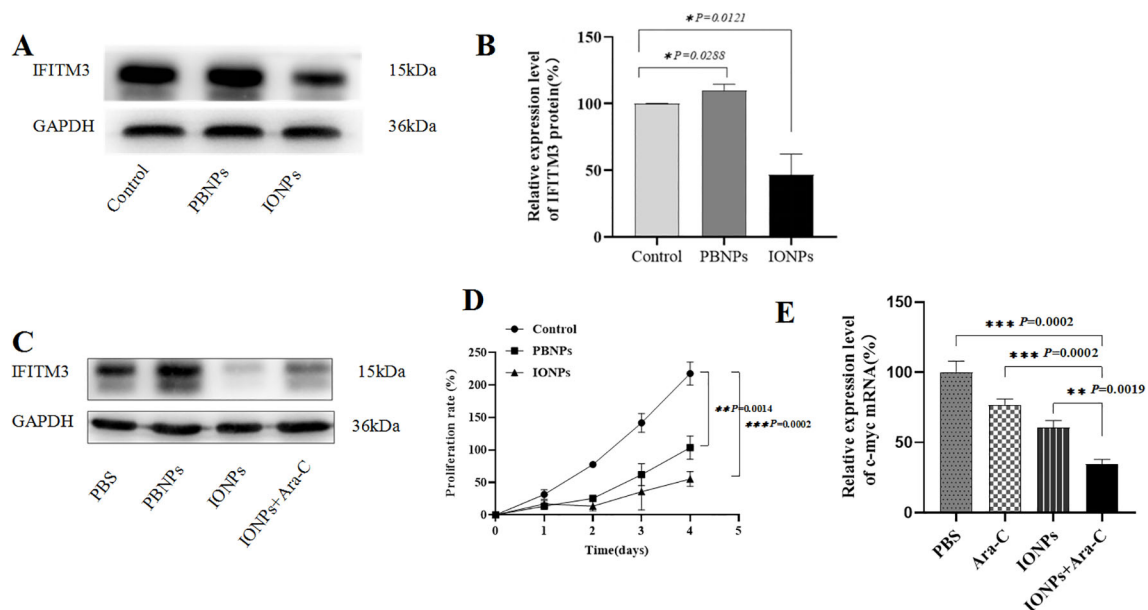 A
IFITM3
15kDa
GAPDH
36kDa
Control
PBNPs
IONPs
B
Relative expression level
of IFITM3 protein(%)
150
100
50
0
* P=0.0121
* P=0.0288
Control
PBNPs
IONPs
C
IFITM3
15kDa
GAPDH
36kDa
PBS
PBNPs
IONPs
IONPs+Ara-C
D
Control
PBNPs
IONPs
Proliferation rate (%)
250
200
150
100
50
0
** P=0.0014
*** P=0.0002
0 1 2 3 4 5
Time(days)
E
Relative expression level
of c-myc mRNA(%)
150
100
50
0
*** P=0.0002
*** P=0.0002
** P=0.0019
PBS
Ara-C
IONPs
IONPs+Ara-C